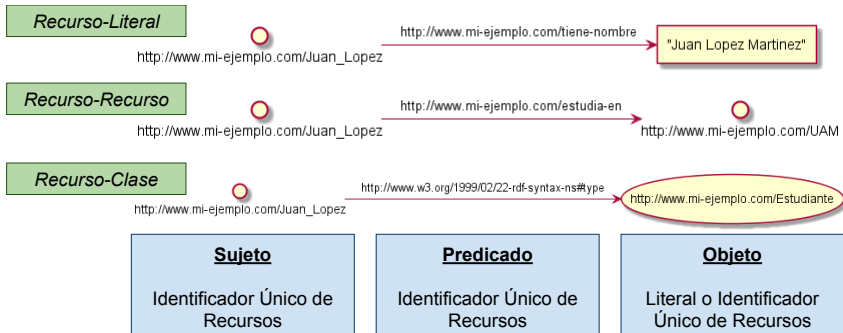 Recurso-Literal
http://www.mi-ejemplo.com/tiene-nombre
"Juan Lopez Martinez"
http://www.mi-ejemplo.com/Juan_Lopez
Recurso-Recurso
http://www.mi-ejemplo.com/estudia-en
http://www.mi-ejemplo.com/Juan_Lopez
http://www.mi-ejemplo.com/UAM
Recurso-Clase
http://www.w3.org/1999/02/22-rdf-syntax-ns#type
http://www.mi-ejemplo.com/Estudiante
http://www.mi-ejemplo.com/Juan_Lopez
Sujeto
Identificador Único de
Recursos
Predicado
Identificador Único de
Recursos
Objeto
Literal o Identificador
Único de Recursos